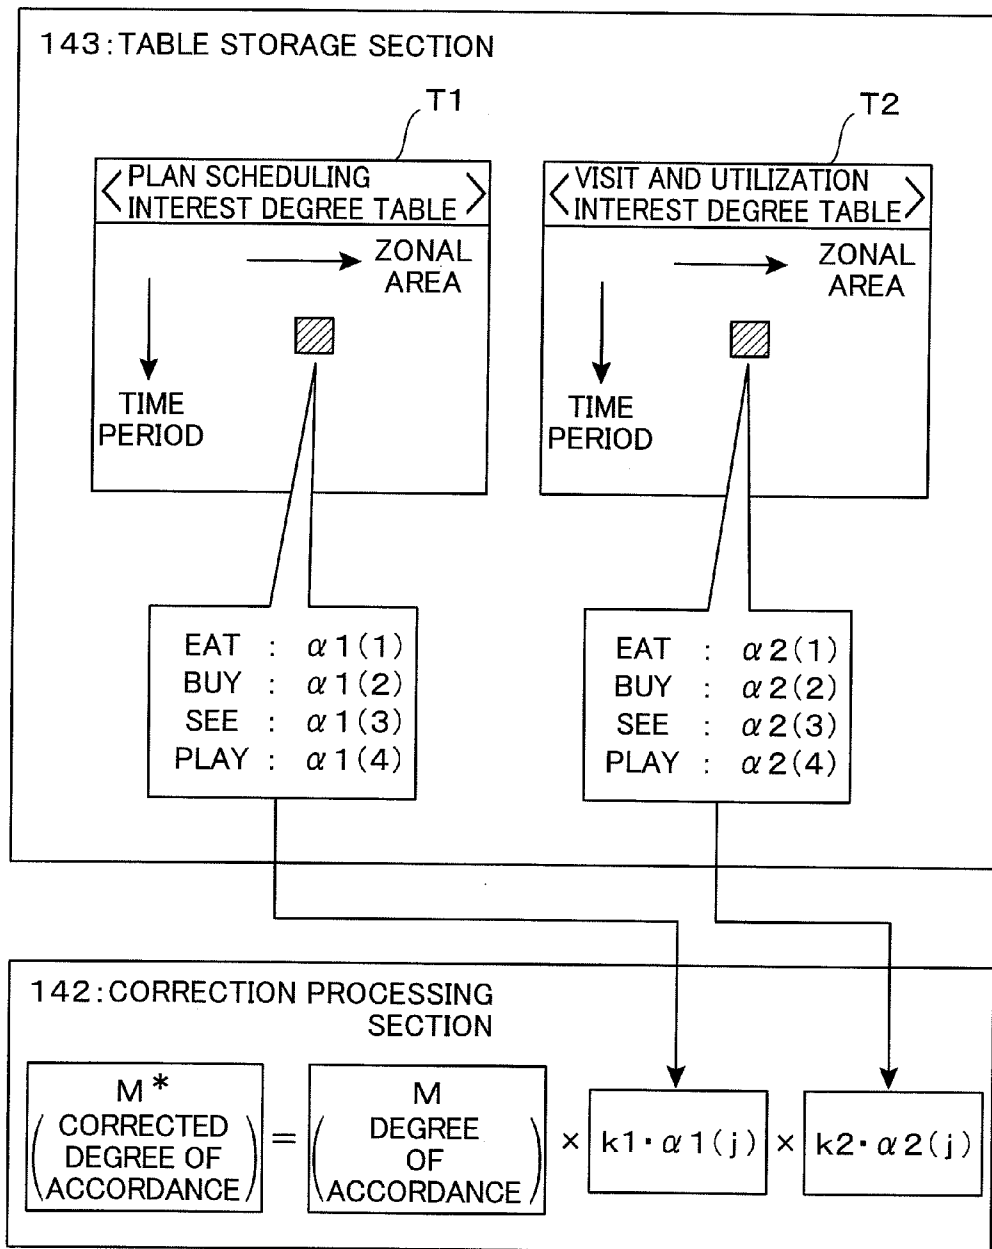 143:TABLE STORAGE SECTION
T1
T2
<PLAN SCHEDULING
INTEREST DEGREE TABLE>
<VISIT AND UTILIZATION
INTEREST DEGREE TABLE>
ZONAL
AREA
TIME
PERIOD
ZONAL
AREA
TIME
PERIOD
EAT : α1(1)
BUY : α1(2)
SEE : α1(3)
PLAY : α1(4)
EAT : α2(1)
BUY : α2(2)
SEE : α2(3)
PLAY : α2(4)
142:CORRECTION PROCESSING
SECTION
M*
(CORRECTED
DEGREE OF
ACCORDANCE)
=
M
(DEGREE
OF
ACCORDANCE)
×
k1・α1(j)
×
k2・α2(j)